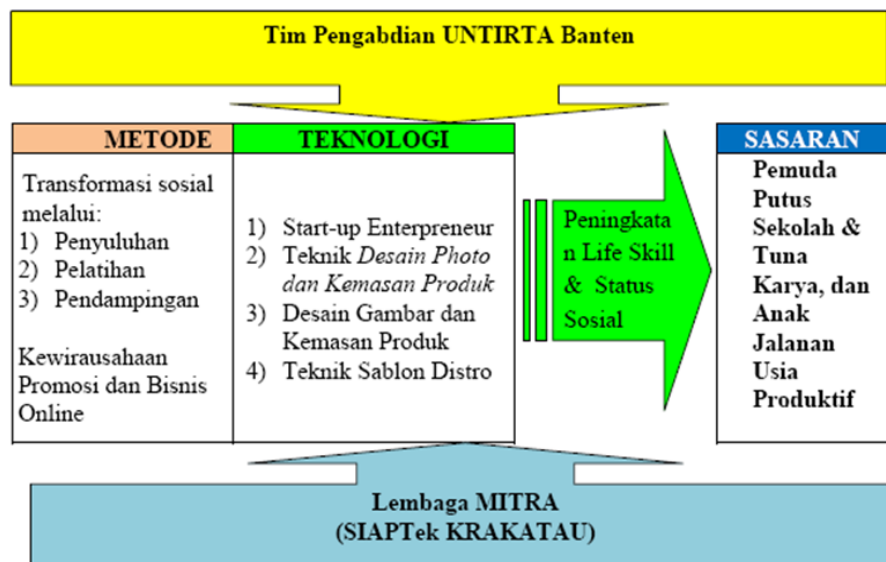 Tim Pengabdian UNTIRTA Banten
METODE
Transformasi sosial
melalui:
1) Penyuluhan
2) Pelatihan
3) Pendampingan
Kewirausahaan
Promosi dan Bisnis
Online
TEKNOLOGI
1) Start-up Enterpreneur
2) Teknik Desain Photo
dan Kemasan Produk
3) Desain Gambar dan
Kemasan Produk
4) Teknik Sablon Distro
Peningkata
n Life Skill
& Status
Sosial
SASARAN
Pemuda
Putus
Sekolah &
Tuna
Karya, dan
Anak
Jalanan
Usia
Produktif
Lembaga MITRA
(SIAPTek KRAKATAU)